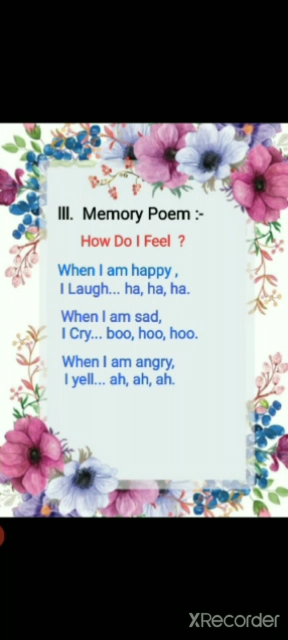 III. Memory Poem :-
How Do I Feel ?
When I am happy ,
I Laugh... ha, ha, ha.
When I am sad,
I Cry... boo, hoo, hoo.
When I am angry,
I yell... ah, ah, ah.
XRecorder